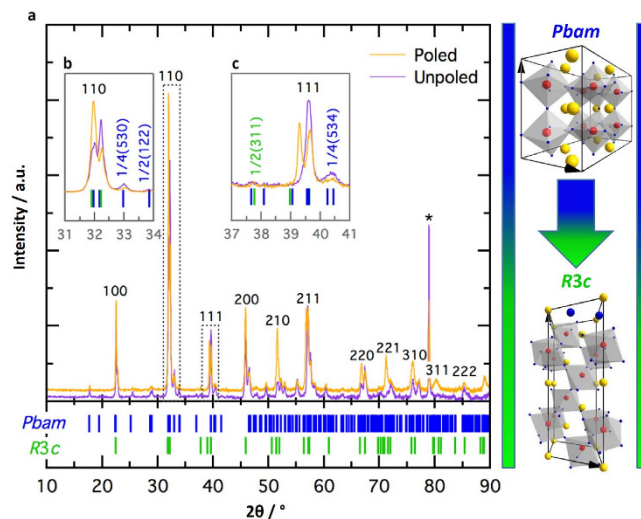 a
Pbam
b
c
Poled
Unpoled
110
1/4(530)
1/2(122)
110
111
1/2(311)
1/4(534)
31 32 33 34
37 38 39 40 41
Intensity / a.u.
*
100
111
200
210
211
220
221
310
311
222
R3c
Pbam
R3c
10 20 30 40 50 60 70 80 90
2θ / °